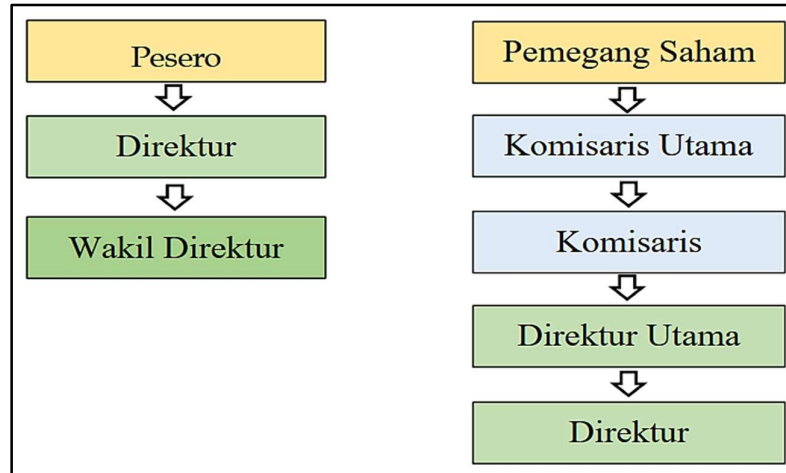 Pesero
Direktur
Wakil Direktur
Pemegang Saham
Komisaris Utama
Komisaris
Direktur Utama
Direktur